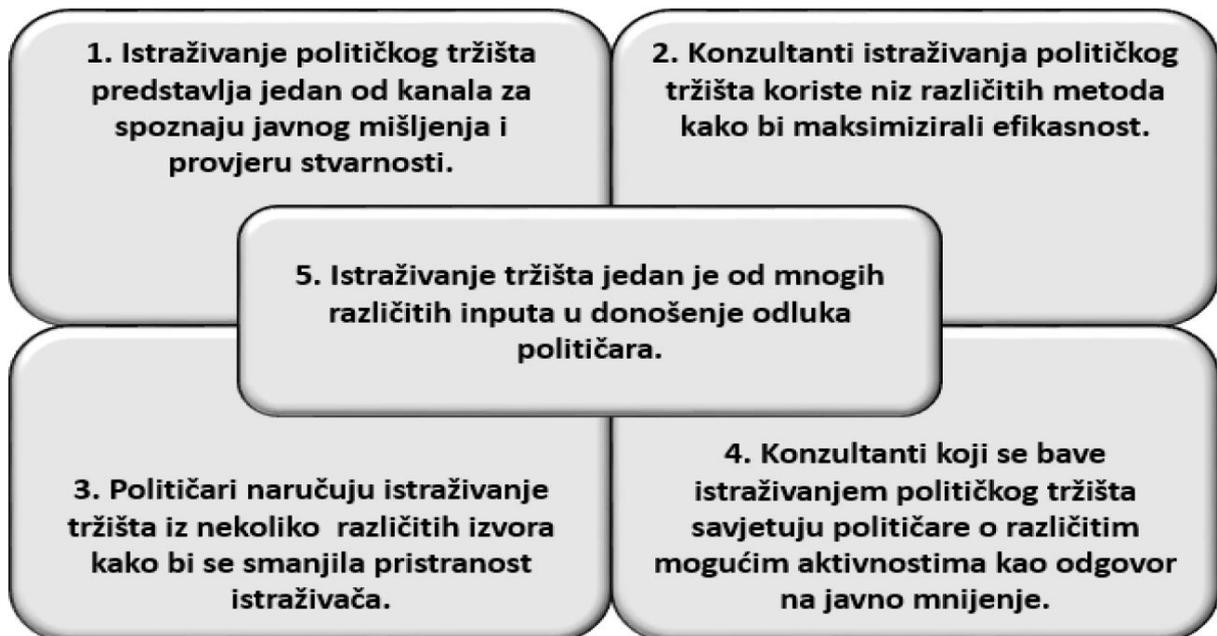 1. Istraživanje političkog tržišta
predstavlja jedan od kanala za
spoznaju javnog mišljenja i
provjeru stvarnosti.
2. Konzultanti istraživanja političkog
tržišta koriste niz različitih metoda
kako bi maksimizirali efikasnost.
5. Istraživanje tržišta jedan je od mnogih
različitih inputa u donošenje odluka
političara.
3. Političari naručuju istraživanje
tržišta iz nekoliko različitih izvora
kako bi se smanjila pristranost
istraživača.
4. Konzultanti koji se bave
istraživanjem političkog tržišta
savjetuju političare o različitim
mogućim aktivnostima kao odgovor
na javno mnijenje.